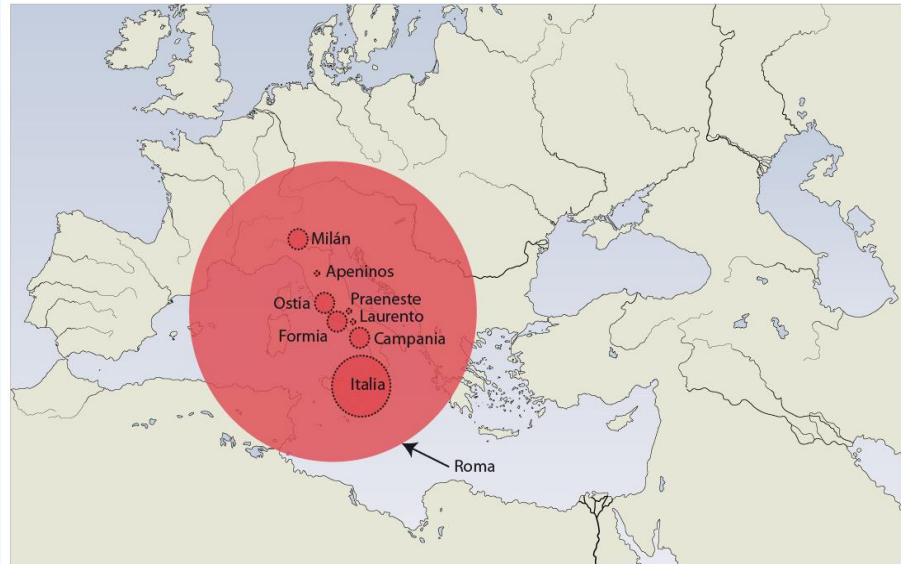 Milán
Apeninos
Ostia
Praeneste
Laurento
Formia
Campania
Italia
Roma